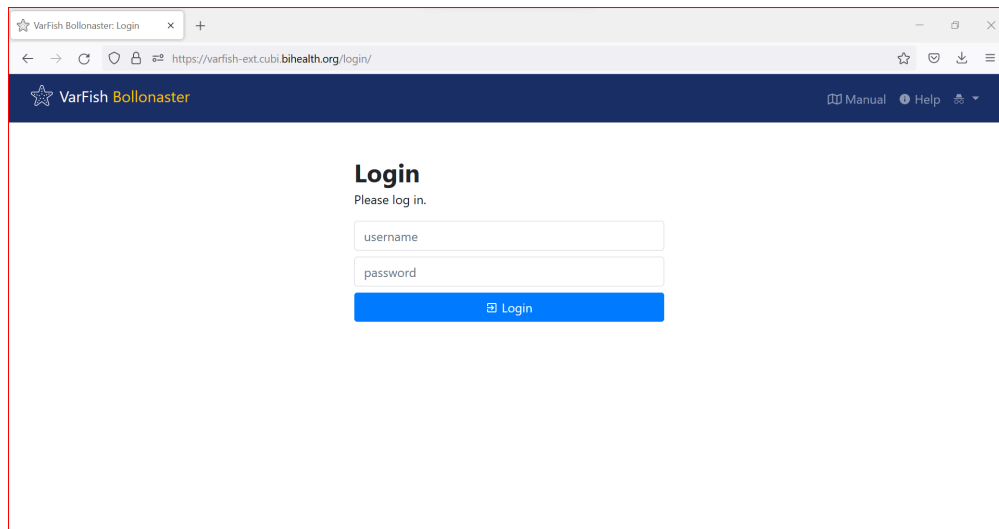 VarFish Bollonaster: Login
https://varfish-ext.cubi.bihealth.org/login/
VarFish Bollonaster
Manual Help
Login
Please log in.
username
password
Login